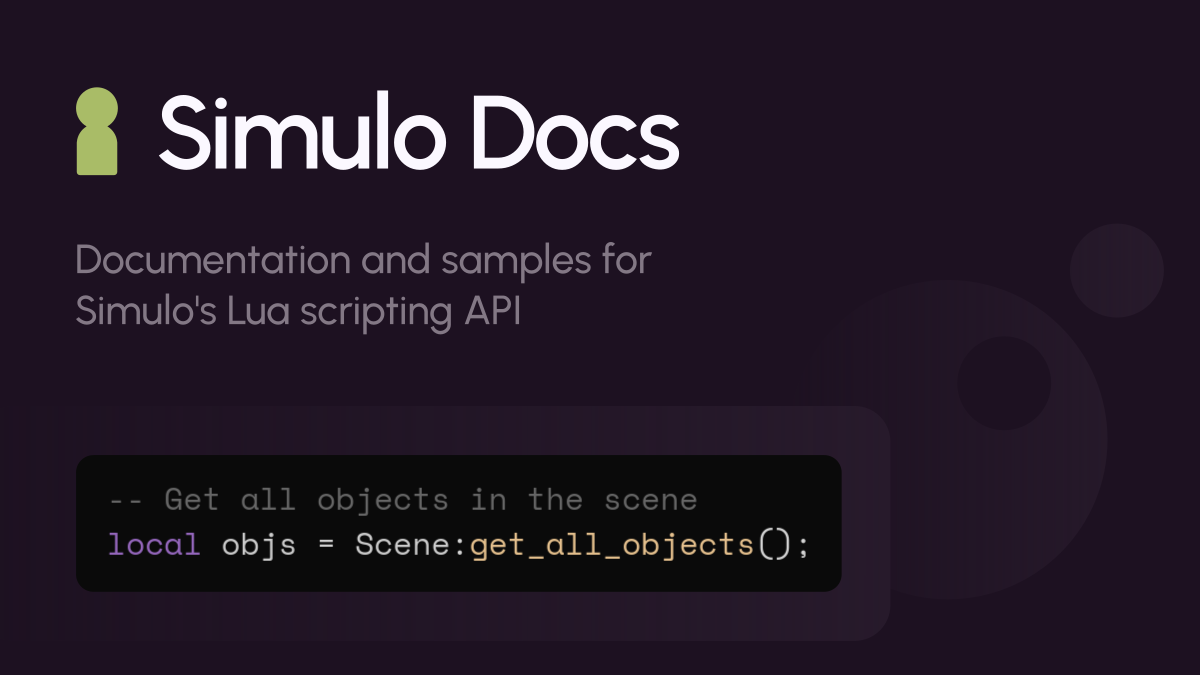 Simulo Docs
Documentation and samples for
Simulo's Lua scripting API
-- Get all objects in the scene
local objs = Scene:get_all_objects();